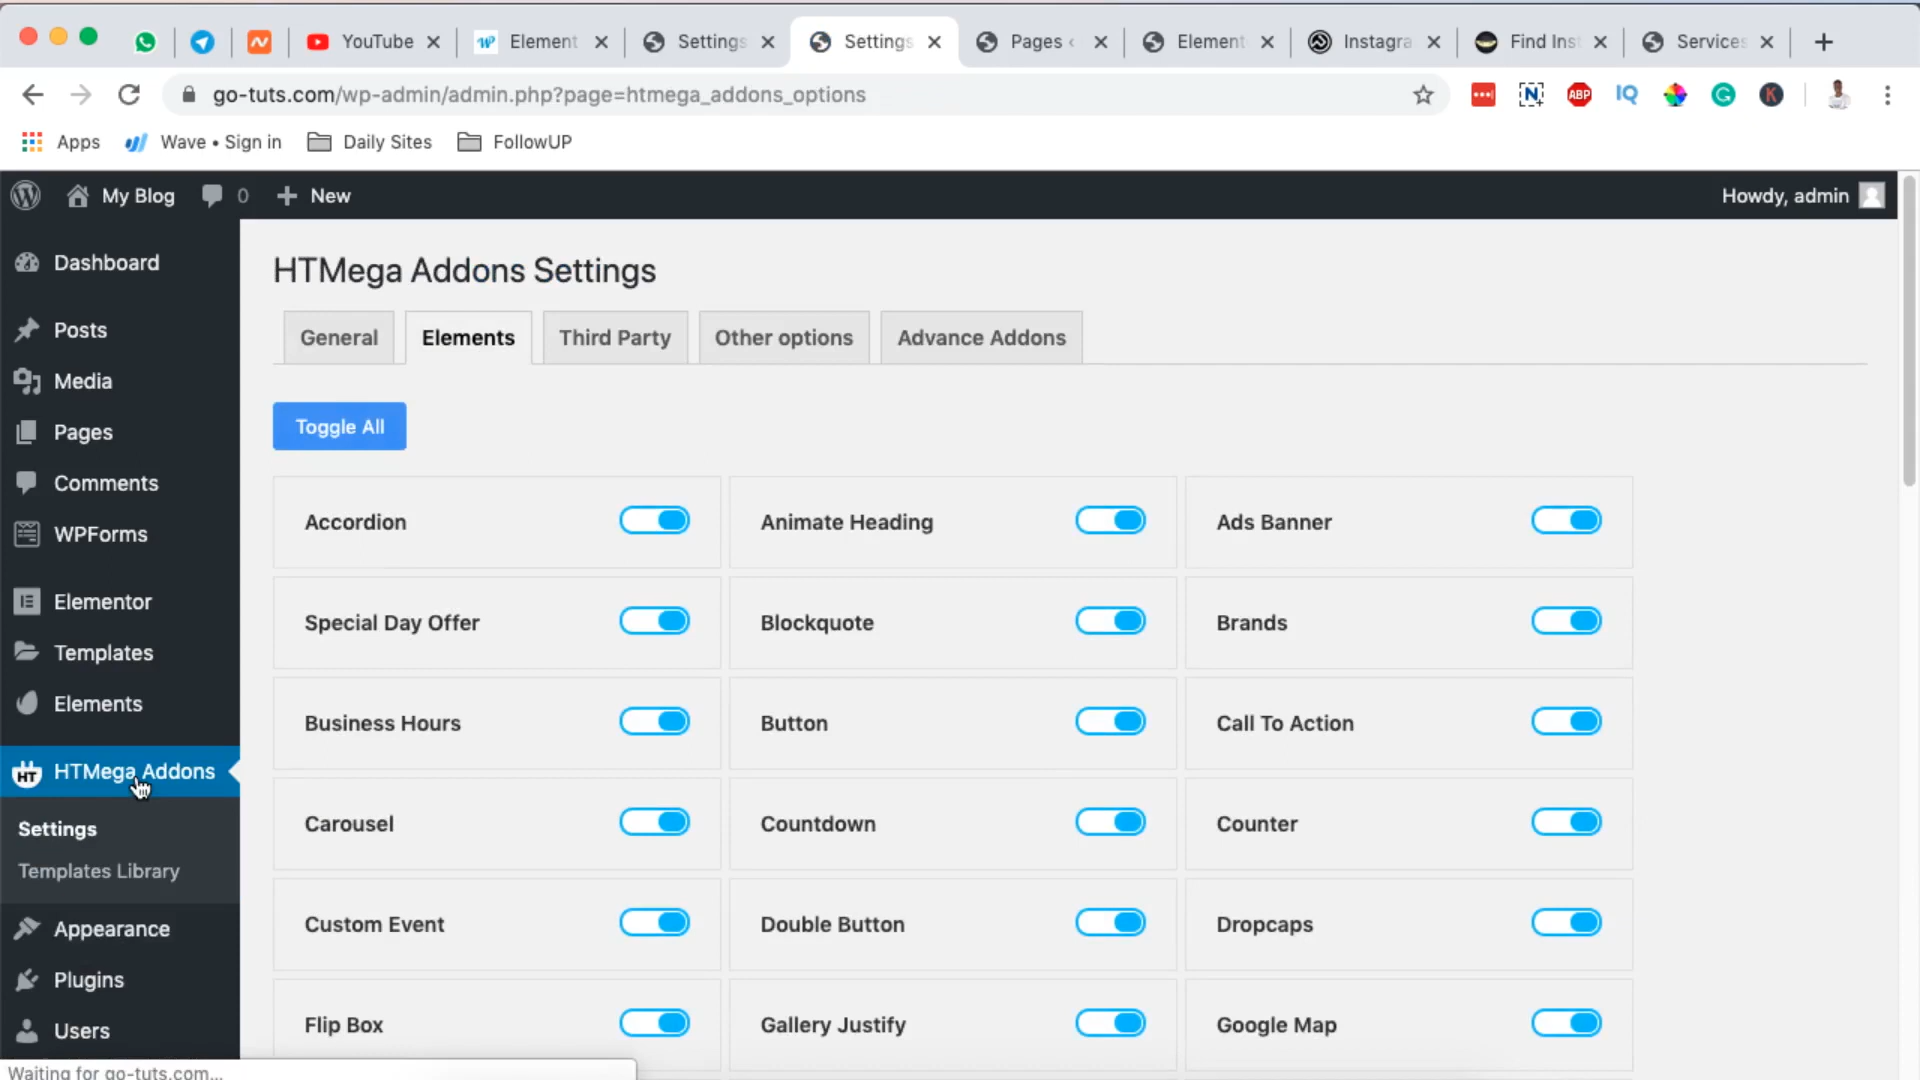 YouTube
Element
Settings
Settings
Pages
Element
Instagra
Find Inst
Services
go-tuts.com/wp-admin/admin.php?page=htmega_addons_options
ABP
IQ
K
Apps
Wave • Sign in
Daily Sites
FollowUP
My Blog
0
New
Howdy, admin
Dashboard
Posts
Media
Pages
Comments
WPForms
Elementor
Templates
Elements
HT
HTMega Addons
Settings
Templates Library
Appearance
Plugins
Users
Waiting for go-tuts.com...
HTMega Addons Settings
General
Elements
Third Party
Other options
Advance Addons
Toggle All
Accordion
Animate Heading
Ads Banner
Special Day Offer
Blockquote
Brands
Business Hours
Button
Call To Action
Carousel
Countdown
Counter
Custom Event
Double Button
Dropcaps
Flip Box
Gallery Justify
Google Map